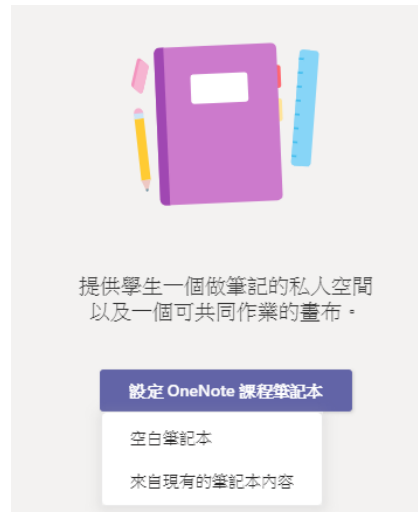 提供學生一個做筆記的私人空間
以及一個可共同作業的畫布。
設定 OneNote 課程筆記本
空白筆記本
來自現有的筆記本內容